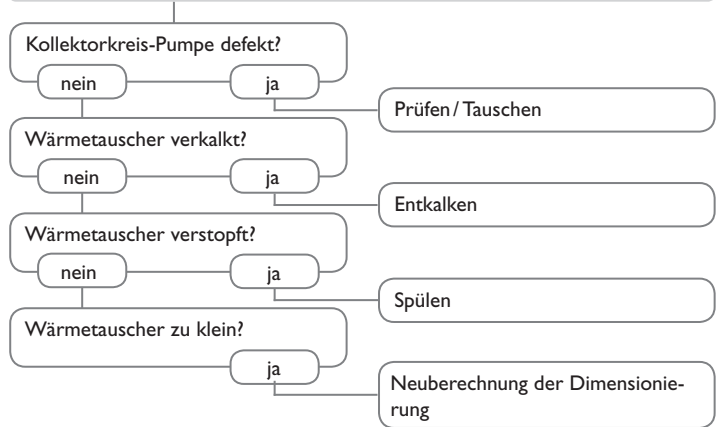 Kollektorkreis-Pumpe defekt?
nein
ja
Prüfen / Tauschen
Wärmetauscher verkalkt?
nein
ja
Entkalken
Wärmetauscher verstopft?
nein
ja
Spülen
Wärmetauscher zu klein?
ja
Neuberechnung der Dimensionie-
rung